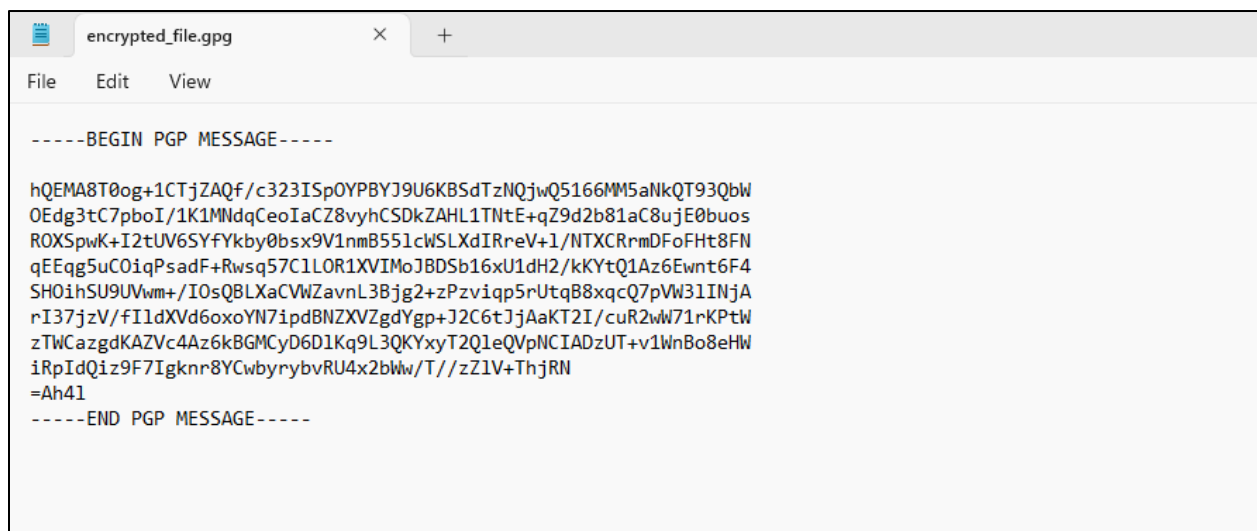 encrypted_file.gpg
File Edit View
-----BEGIN PGP MESSAGE-----
hQEMA8T0og+1CTjZAQf/c323ISpOYPBYJ9U6KBSdTzNQjwQ5166MM5aNkQT93QbW
OEdg3tC7pboI/1K1MNdqCeoIaCZ8vyhCSDkZAHL1TNtE+qZ9d2b81aC8ujE0buos
ROXSpwK+I2tUV6SYfYkby0bsx9V1nmB55lcWSLXdIRreV+l/NTXCRrmDFoFHt8FN
qEEqg5uCOiqPsadF+Rwsq57ClLOR1XVIMoJBDSb16xU1dH2/kKYtQ1Az6Ewnt6F4
SHOihSU9UVwm+/IOsQBLXaCVWZavnL3Bjg2+zPzviqp5rUtqB8xqcQ7pVW3lINjA
rI37jzV/fIldXVd6oxoYN7ipdBNZXVZgdYgp+J2C6tJjAaKT2I/cuR2wW71rKPtW
zTWCazgdKAZVc4Az6kBGMCyD6DlKq9L3QKYxyT2QleQVpNCIADzUT+v1WnBo8eHW
iRpIdQiz9F7Igknr8YCwbyrybvRU4x2bWw/T//zZlV+ThjRN
=Ah4l
-----END PGP MESSAGE-----